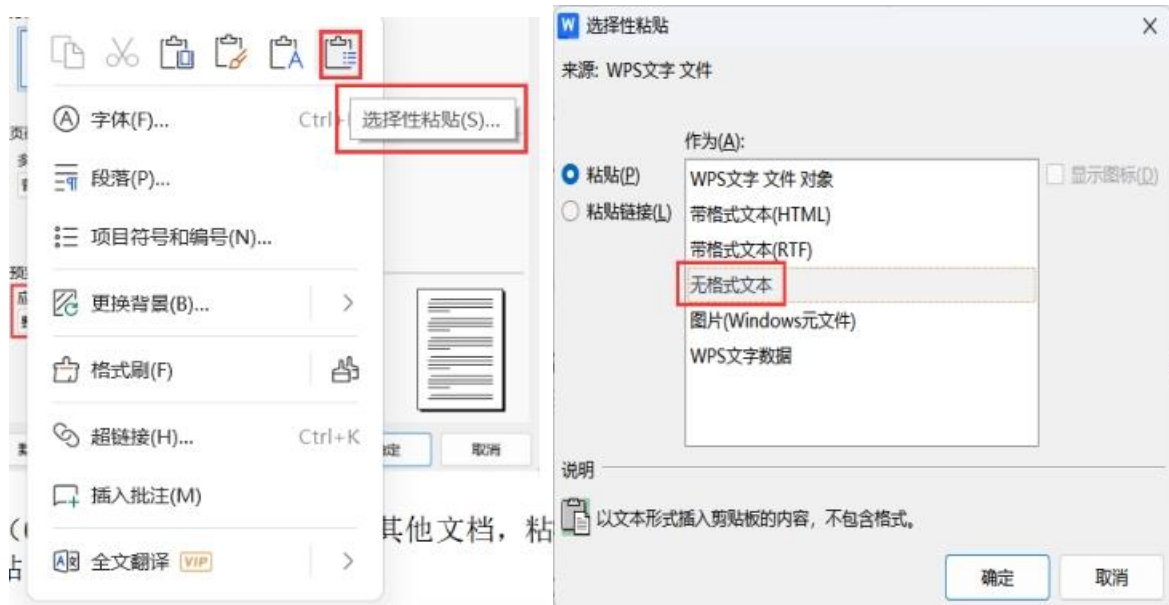 字体(F)...
Ctrl+
选择性粘贴(S)...
段落(P)...
项目符号和编号(N)...
更换背景(B)...
格式刷(F)
超链接(H)...
Ctrl+K
取消
插入批注(M)
其他文档，粘
全文翻译 VIP
选择性粘贴
来源: WPS文字 文件
作为(A):
粘贴(P)
粘贴链接(L)
WPS文字 文件 对象
带格式文本(HTML)
带格式文本(RTF)
无格式文本
图片(Windows元文件)
WPS文字数据
显示图标(D)
说明
以文本形式插入剪贴板的内容，不包含格式。
确定
取消